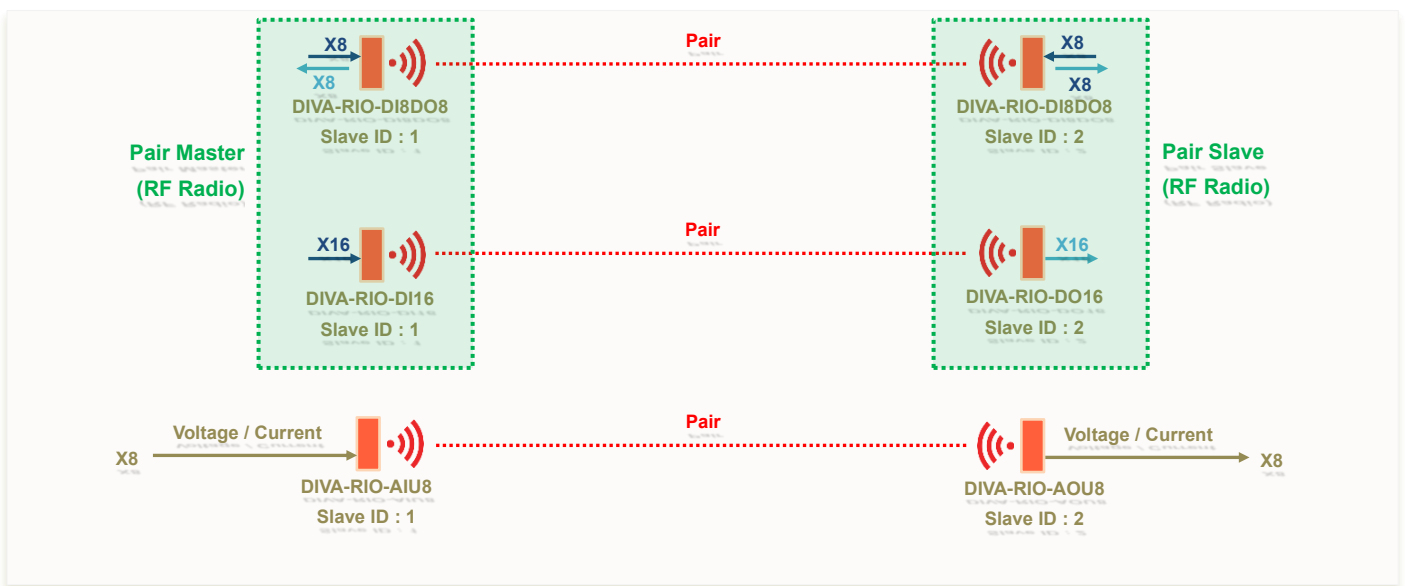 X8
X8
DIVA-RIO-DI8DO8
Slave ID : 1
Pair
X8
X8
DIVA-RIO-DI8DO8
Slave ID : 2
Pair Master
(RF Radio)
Pair Slave
(RF Radio)
X16
DIVA-RIO-DI16
Slave ID : 1
Pair
X16
DIVA-RIO-DO16
Slave ID : 2
X8
Voltage / Current
DIVA-RIO-AIU8
Slave ID : 1
Pair
Voltage / Current
X8
DIVA-RIO-AOU8
Slave ID : 2